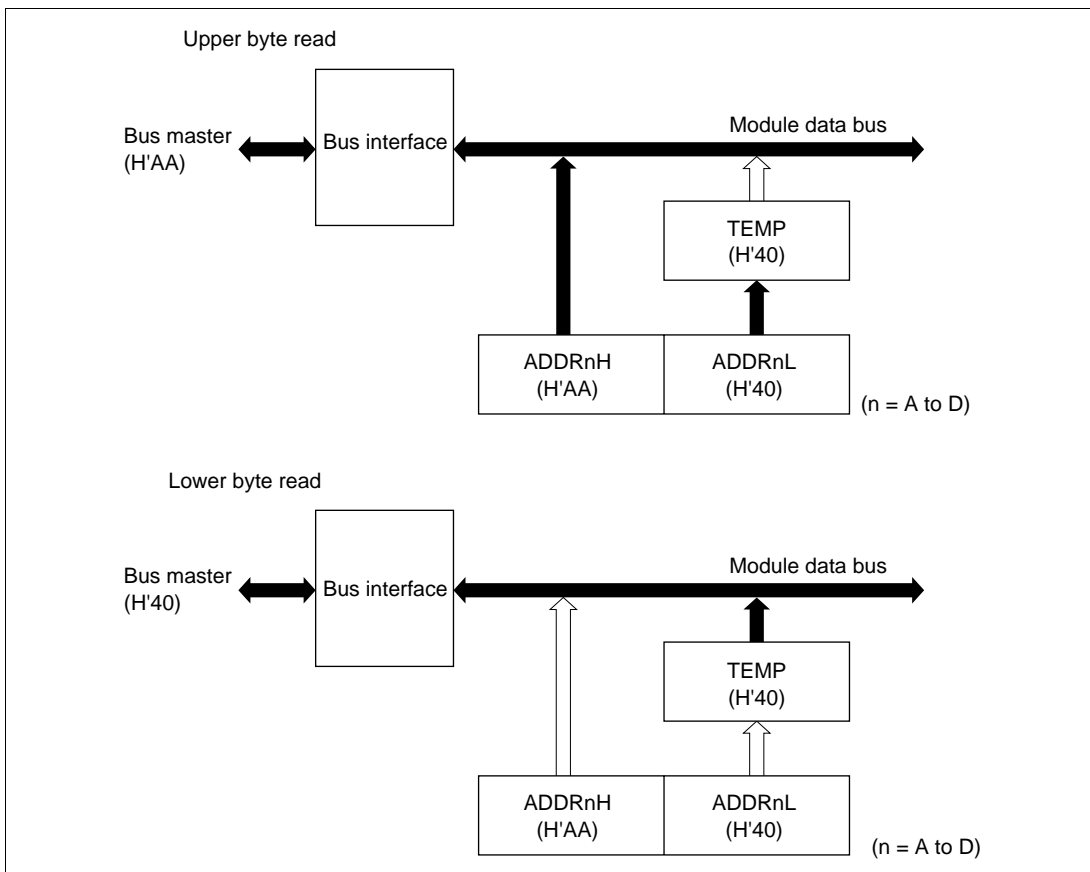 Upper byte read
Bus master
(H'AA)
Bus interface
Module data bus
TEMP
(H'40)
ADDRnH
(H'AA)
ADDRnL
(H'40)
(n = A to D)
Lower byte read
Bus master
(H'40)
Bus interface
Module data bus
TEMP
(H'40)
ADDRnH
(H'AA)
ADDRnL
(H'40)
(n = A to D)